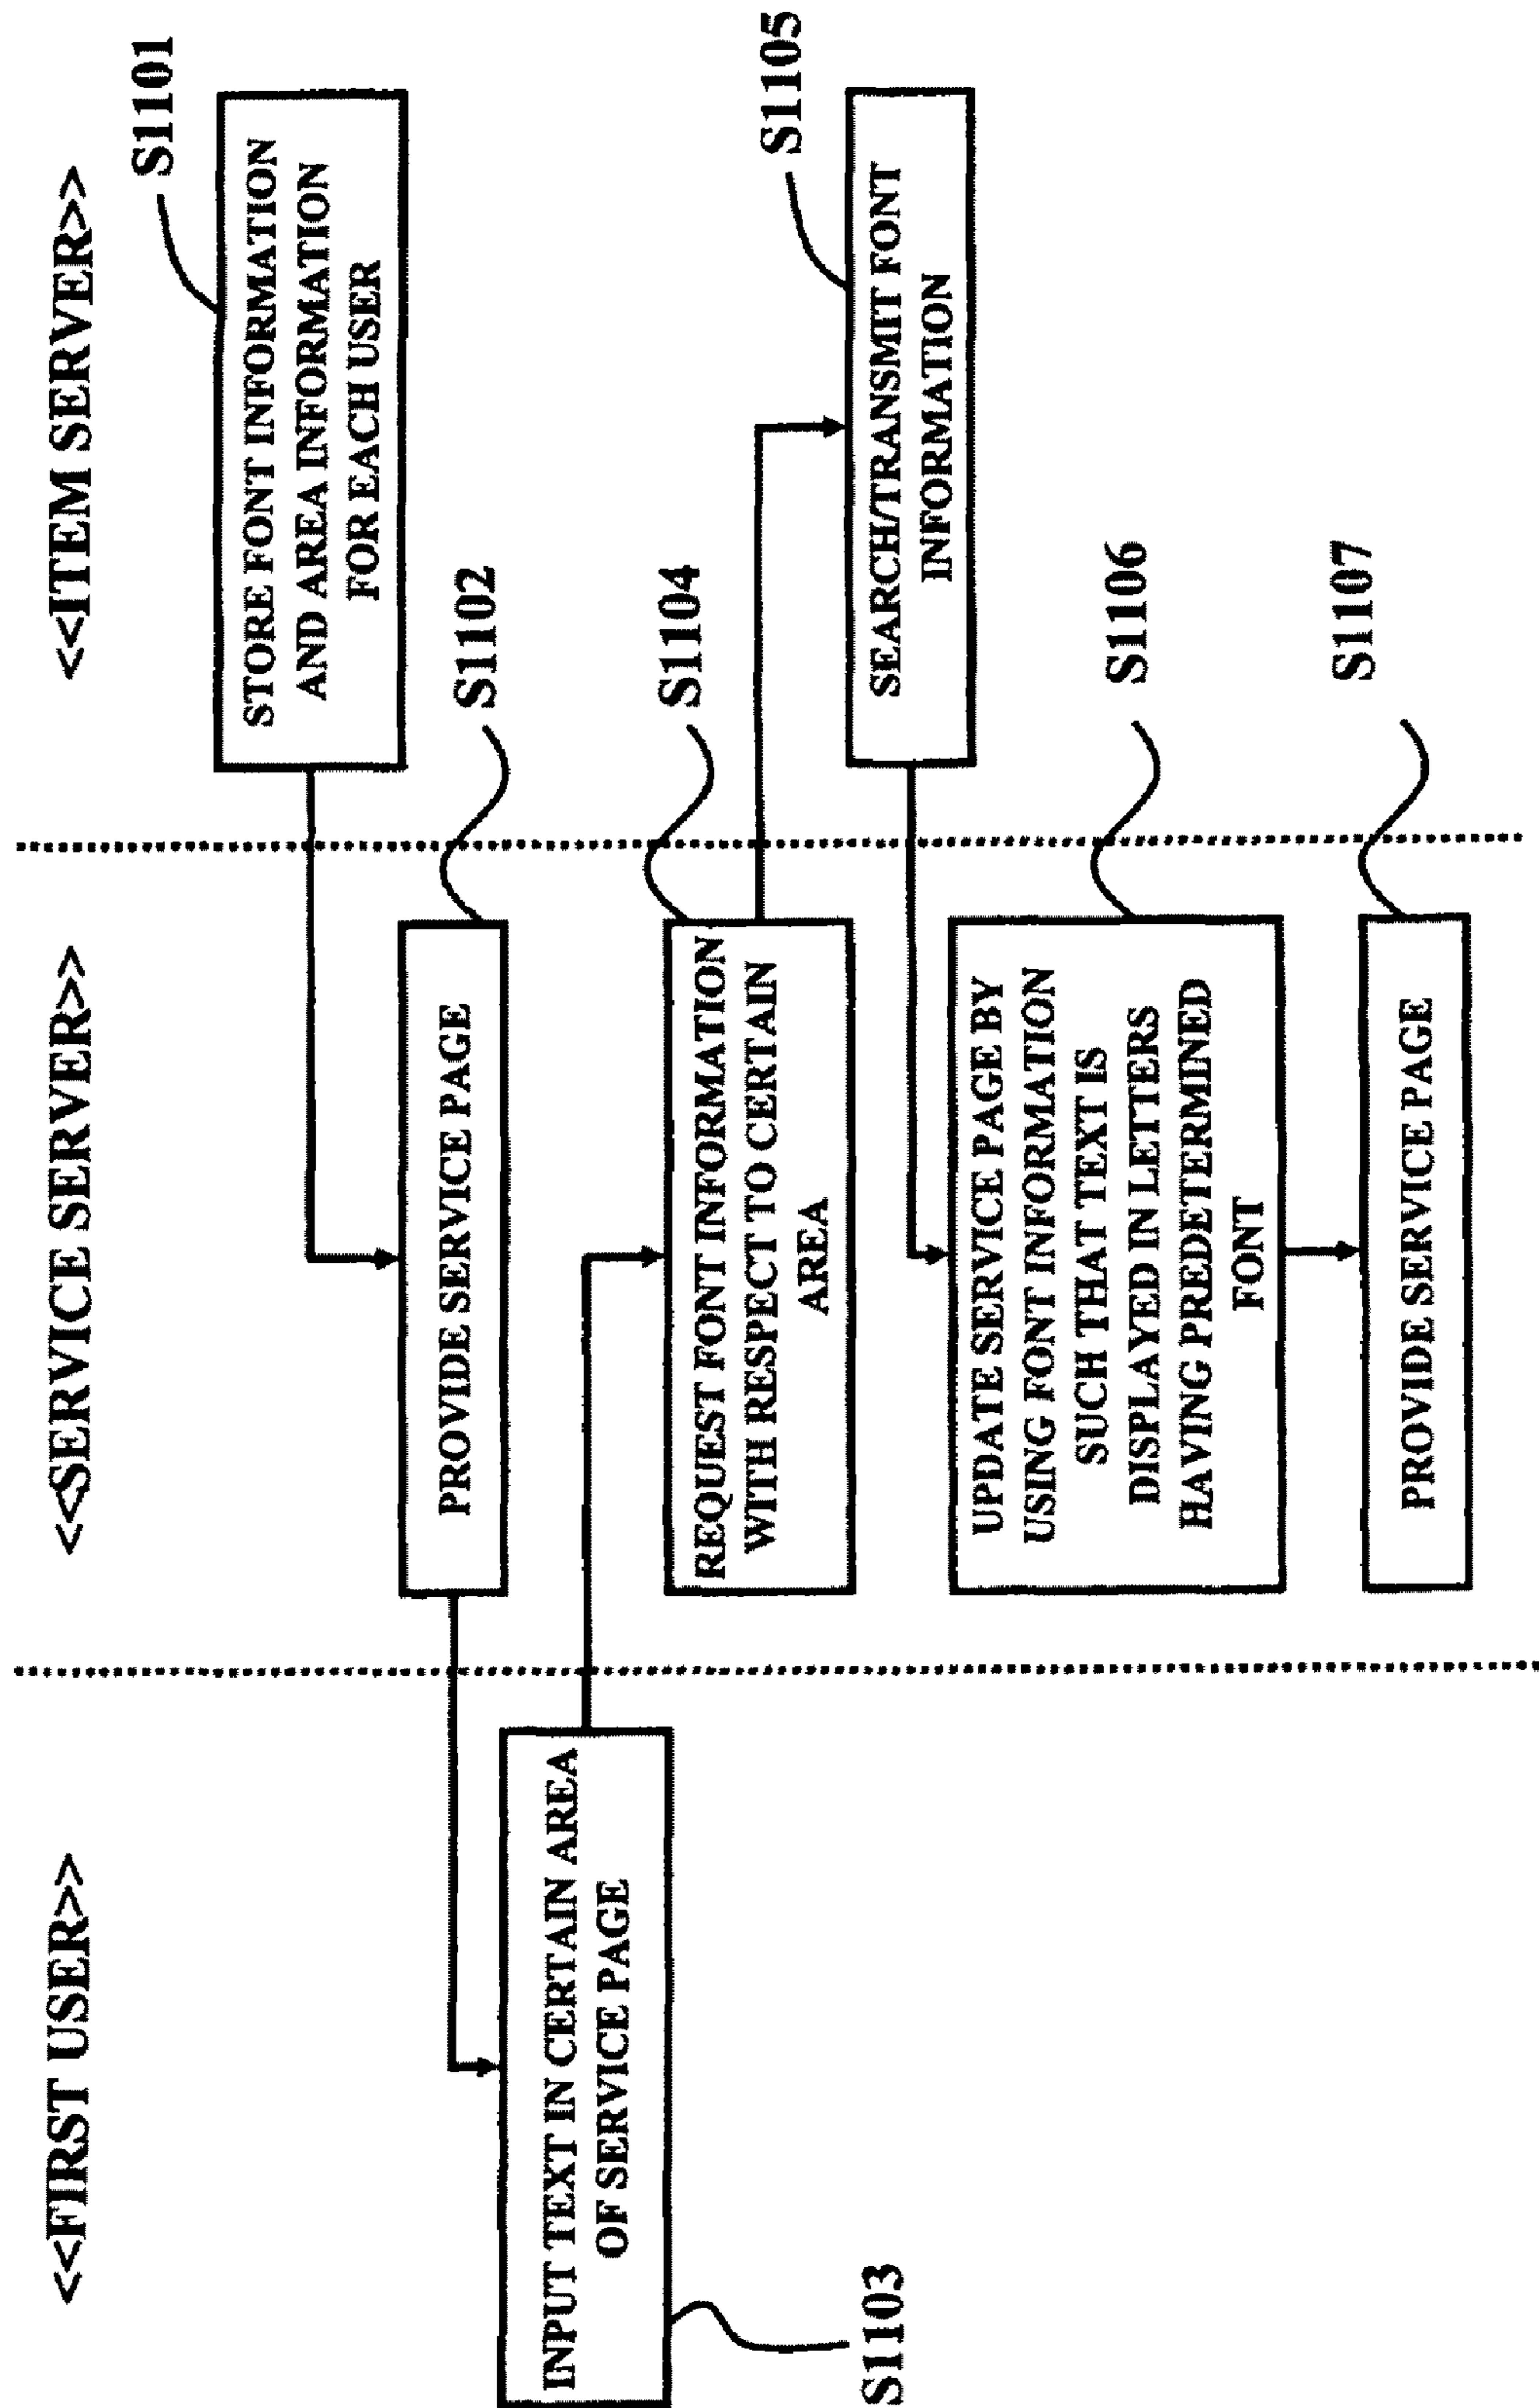 <<FIRST USER>>
<<SERVICE SERVER>>
<<ITEM SERVER>>
S1101
STORE FONT INFORMATION
AND AREA INFORMATION
FOR EACH USER
S1102
PROVIDE SERVICE PAGE
INPUT TEXT IN CERTAIN AREA
OF SERVICE PAGE
S1103
S1104
REQUEST FONT INFORMATION
WITH RESPECT TO CERTAIN
AREA
S1105
SEARCH/TRANSMIT FONT
INFORMATION
S1106
UPDATE SERVICE PAGE BY
USING FONT INFORMATION
SUCH THAT TEXT IS
DISPLAYED IN LETTERS
HAVING PREDETERMINED
FONT
S1107
PROVIDE SERVICE PAGE